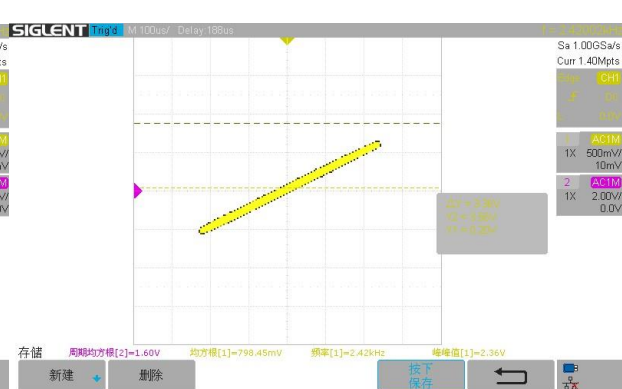 SIGLENT Trig'd M 100us/ Delay:188us
Sa 1.00GSa/s
Curr 1.40Mpts
Edge CH1
AC1M
1X 500mV/
10mV
2 AC1M
1X 2.00V/
0.0V
存储 周期均方根[2]=1.60V 均方根[1]=798.45mV 频率[1]=2.42kHz 峰峰值[1]=2.36V
新建 删除 按下
保存